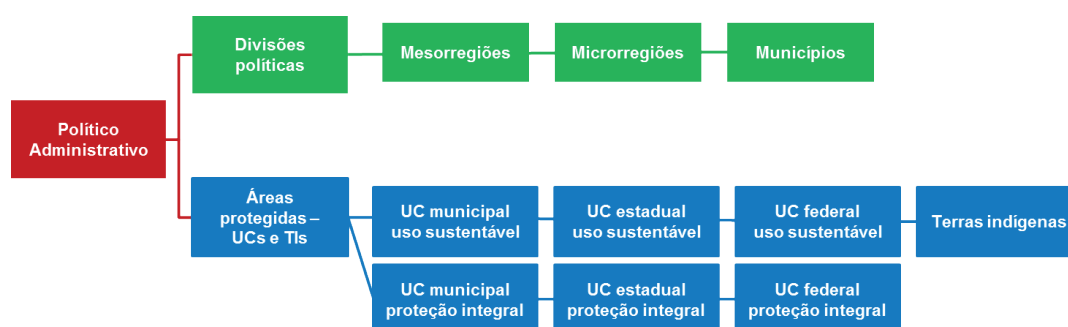 Divisões
políticas
Mesorregiões
Microrregiões
Municípios
Político
Administrativo
Áreas
protegidas –
UCs e TIs
UC municipal
uso sustentável
UC estadual
uso sustentável
UC federal
uso sustentável
Terras indígenas
UC municipal
proteção integral
UC estadual
proteção integral
UC federal
proteção integral